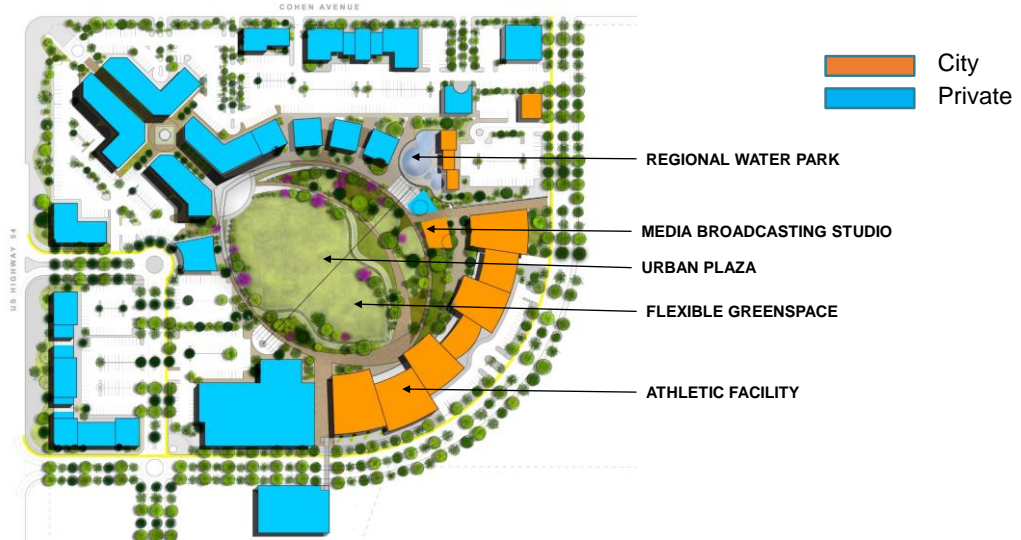 COHEN AVENUE
City
Private
REGIONAL WATER PARK
MEDIA BROADCASTING STUDIO
URBAN PLAZA
US HIGHWAY 54
FLEXIBLE GREENSPACE
ATHLETIC FACILITY